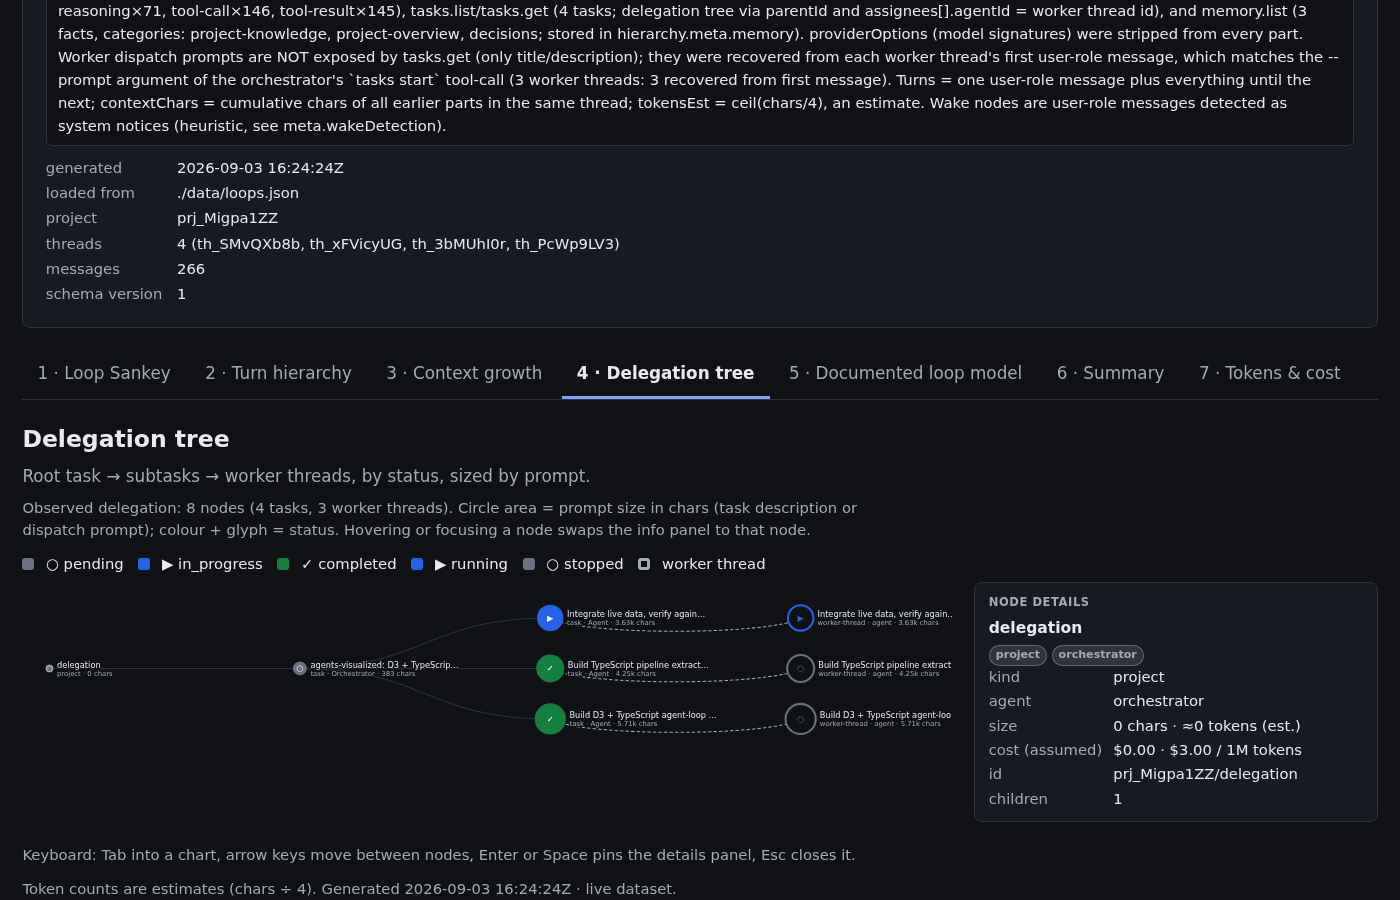 reasoning×71, tool-call×146, tool-result×145), tasks.list/tasks.get (4 tasks; delegation tree via parentId and assignees[].agentId = worker thread id), and memory.list (3
facts, categories: project-knowledge, project-overview, decisions; stored in hierarchy.meta.memory). providerOptions (model signatures) were stripped from every part.
Worker dispatch prompts are NOT exposed by tasks.get (only title/description); they were recovered from each worker thread's first user-role message, which matches the --
prompt argument of the orchestrator's `tasks start` tool-call (3 worker threads: 3 recovered from first message). Turns = one user-role message plus everything until the
next; contextChars = cumulative chars of all earlier parts in the same thread; tokensEst = ceil(chars/4), an estimate. Wake nodes are user-role messages detected as
system notices (heuristic, see meta.wakeDetection).
generated 2026-09-03 16:24:24Z
loaded from ./data/loops.json
project prj_Migpa1ZZ
threads 4 (th_SMvQXb8b, th_xFVicyUG, th_3bMUhI0r, th_PcWp9LV3)
messages 266
schema version 1
1 · Loop Sankey 2 · Turn hierarchy 3 · Context growth 4 · Delegation tree 5 · Documented loop model 6 · Summary 7 · Tokens & cost
Delegation tree
Root task → subtasks → worker threads, by status, sized by prompt.
Observed delegation: 8 nodes (4 tasks, 3 worker threads). Circle area = prompt size in chars (task description or
dispatch prompt); colour + glyph = status. Hovering or focusing a node swaps the info panel to that node.
○ pending ▶ in_progress ✓ completed ▶ running ○ stopped worker thread
delegation
project · 0 chars
agents-visualize: D3 + TypeScrip…
task · Orchestrator · 383 chars
Integrate live data, verify again…
task · Agent · 3.63k chars
Integrate live data, verify again..
worker-thread · agent · 3.63k chars
Build TypeScript pipeline extract…
task · Agent · 4.25k chars
Build TypeScript pipeline extract
worker-thread · agent · 4.25k chars
Build D3 + TypeScript agent-loop …
task · Agent · 5.71k chars
Build D3 + TypeScript agent-loo
worker-thread · agent · 5.71k chars
NODE DETAILS
delegation
project orchestrator
kind project
agent orchestrator
size 0 chars · ≈0 tokens (est.)
cost (assumed) $0.00 · $3.00 / 1M tokens
id prj_Migpa1ZZ/delegation
children 1
Keyboard: Tab into a chart, arrow keys move between nodes, Enter or Space pins the details panel, Esc closes it.
Token counts are estimates (chars ÷ 4). Generated 2026-09-03 16:24:24Z · live dataset.